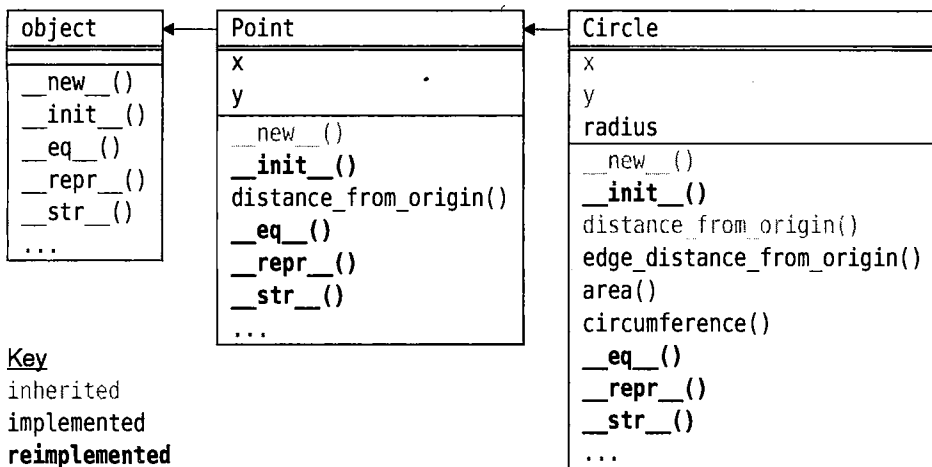 object
__new__()
__init__()
__eq__()
__repr__()
__str__()
...
Point
x
y
__new__()
__init__()
distance_from_origin()
__eq__()
__repr__()
__str__()
...
Circle
x
y
radius
__new__()
__init__()
distance_from_origin()
edge_distance_from_origin()
area()
circumference()
__eq__()
__repr__()
__str__()
...
Key
inherited
implemented
reimplemented